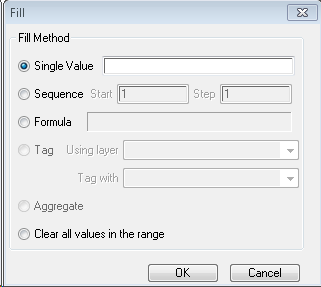 Fill
Fill Method
Single Value
Sequence Start 1 Step 1
Formula
Tag Using layer
Tag with
Aggregate
Clear all values in the range
OK Cancel